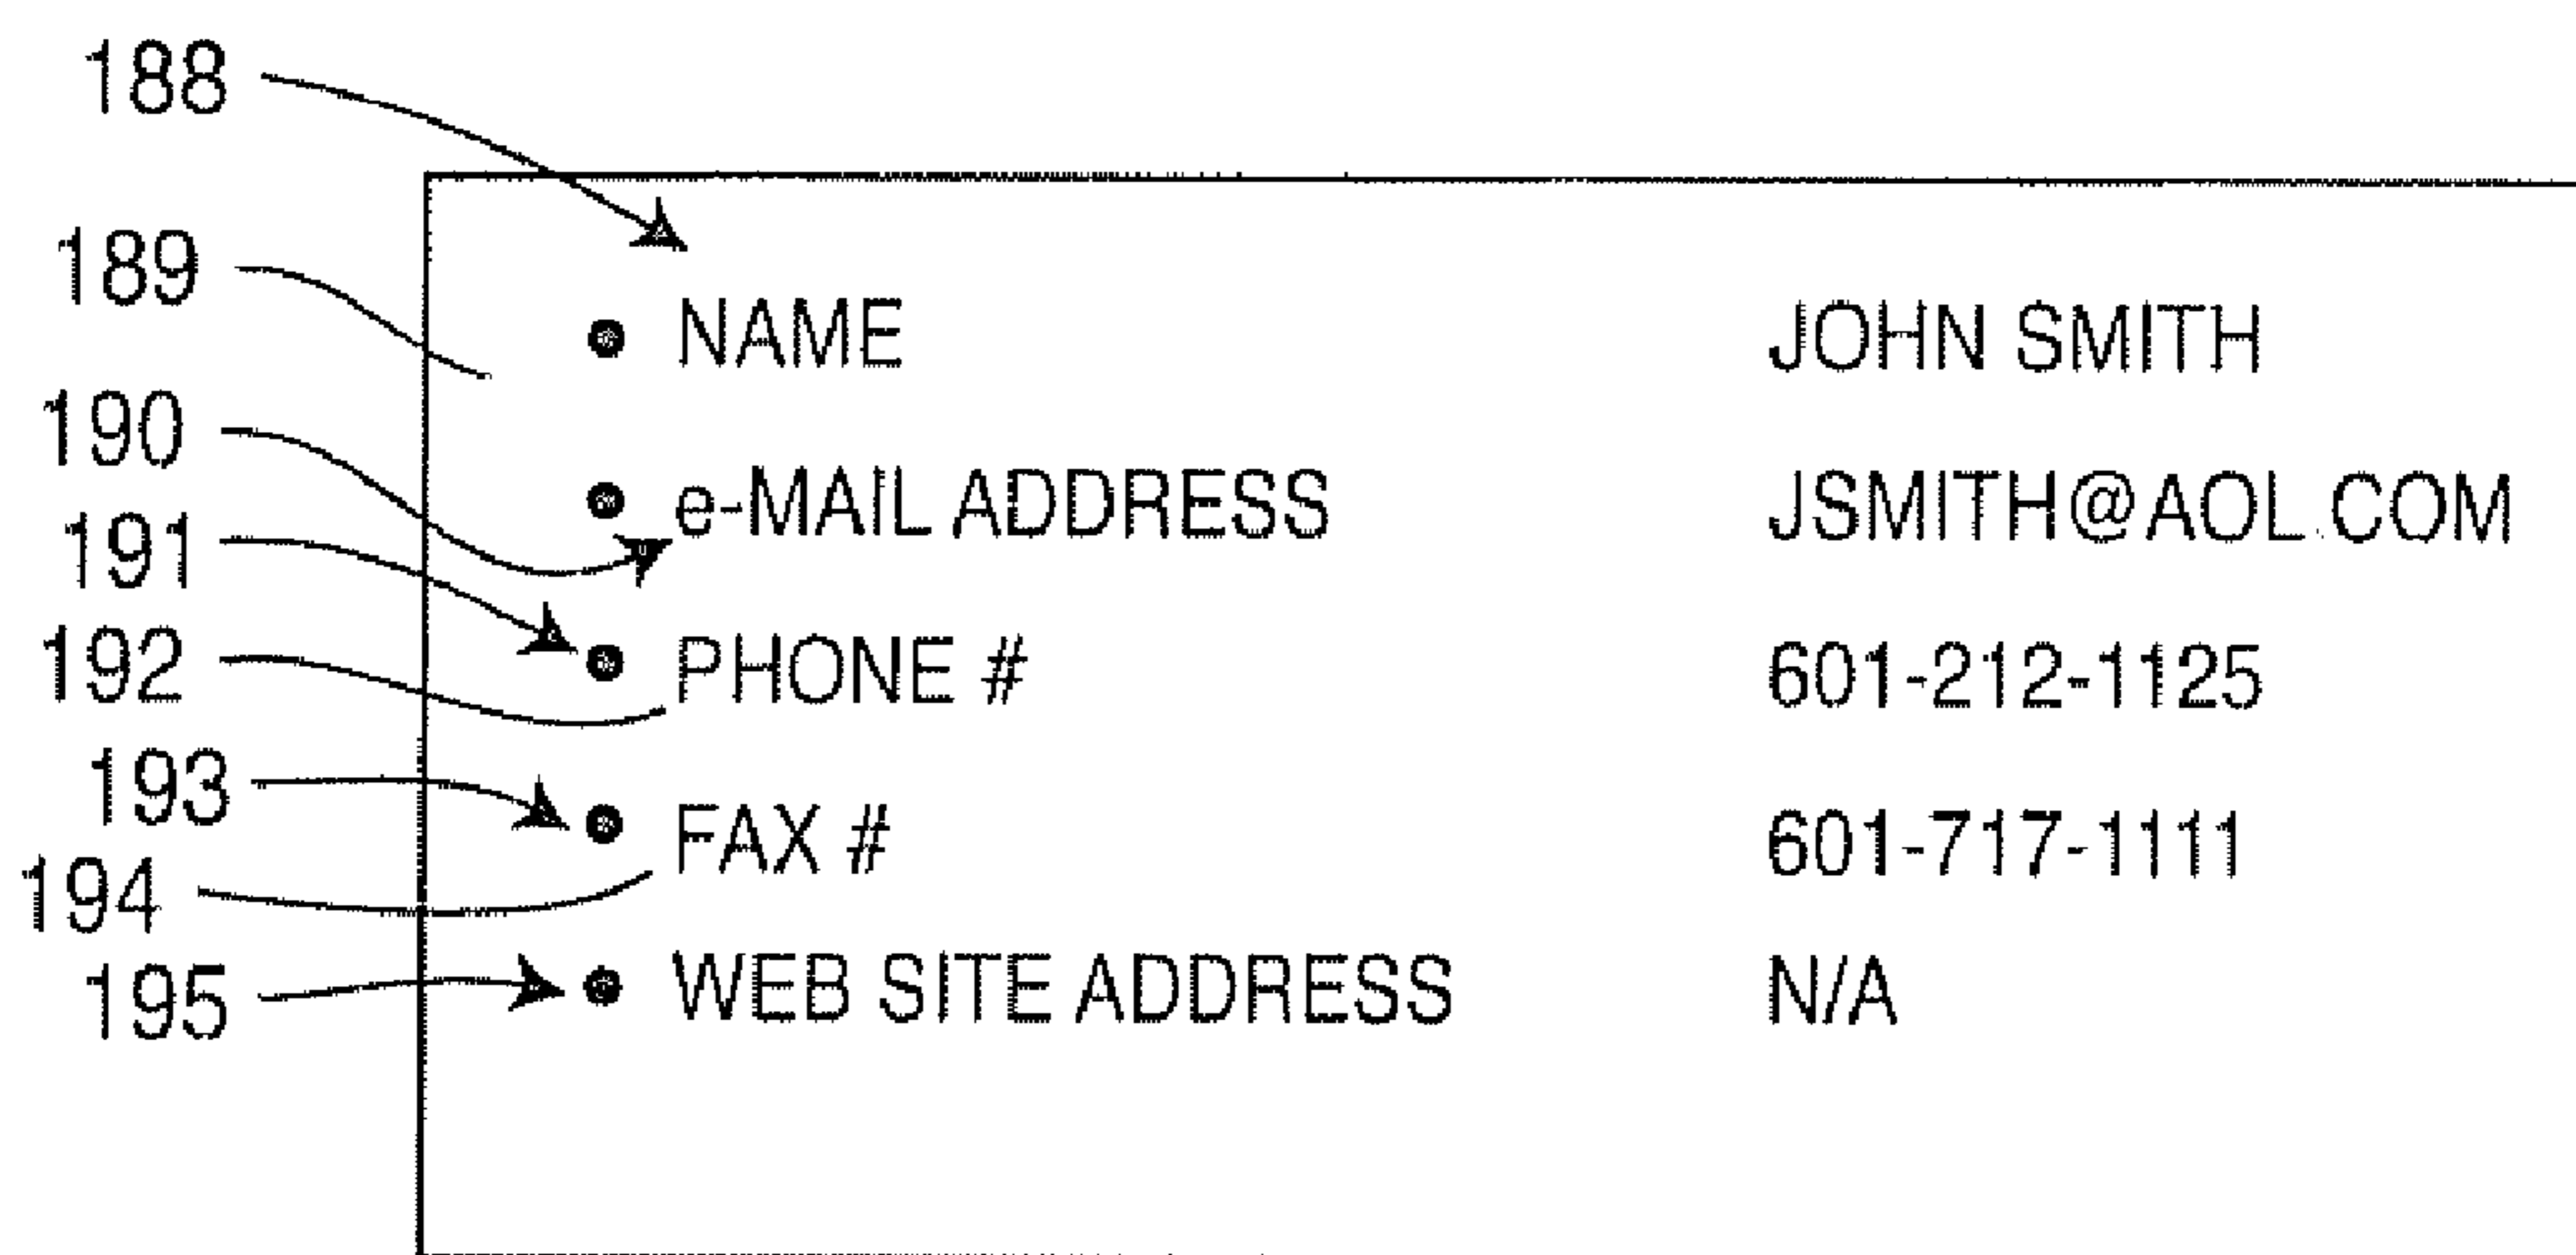 188
189
• NAME JOHN SMITH
190
• e-MAIL ADDRESS JSMITH@AOL.COM
191
192
• PHONE # 601-212-1125
193
• FAX # 601-717-1111
194
195
• WEB SITE ADDRESS N/A